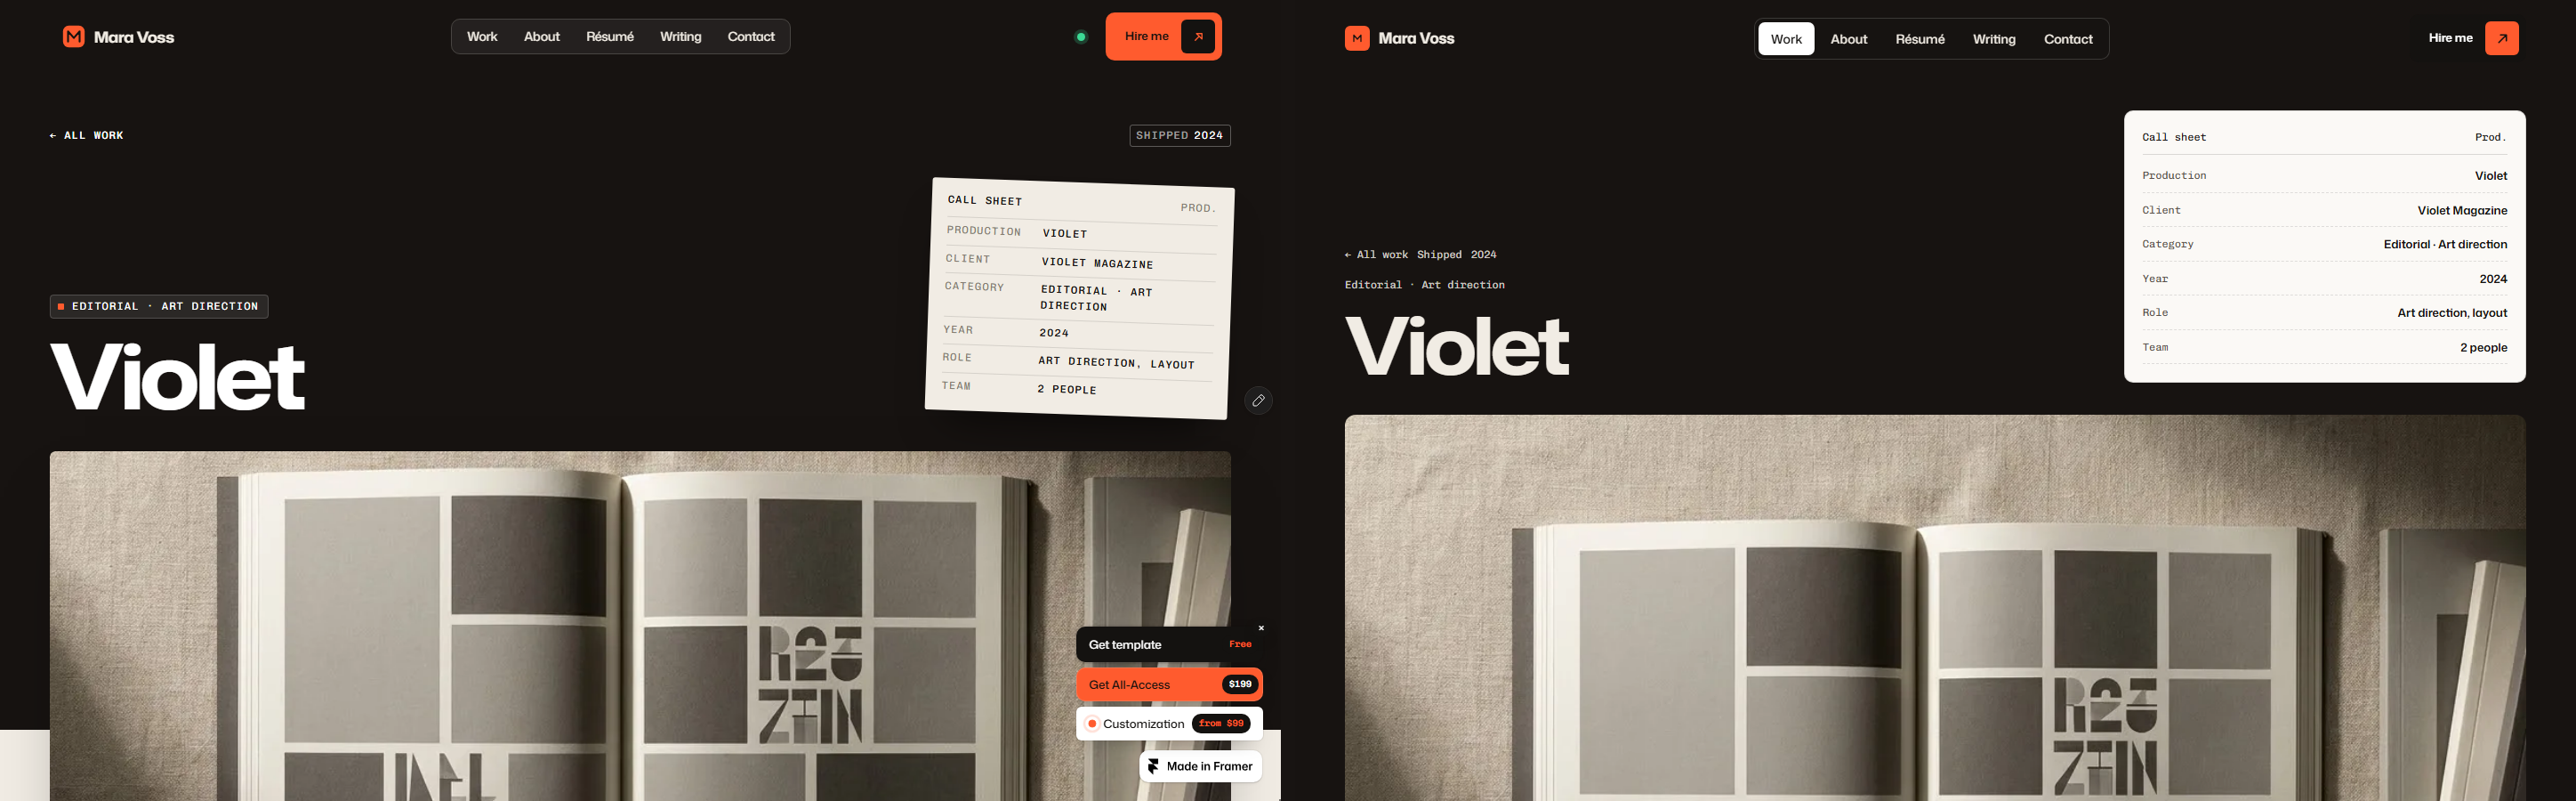 Mara Voss
Work About Résumé Writing Contact
Hire me
← ALL WORK
SHIPPED 2024
CALL SHEET PROD.
PRODUCTION VIOLET
CLIENT VIOLET MAGAZINE
CATEGORY EDITORIAL · ART
DIRECTION
YEAR 2024
ROLE ART DIRECTION, LAYOUT
TEAM 2 PEOPLE
EDITORIAL · ART DIRECTION
Violet
Get template Free
×
Get All-Access $199
Customization from $99
Made in Framer
Mara Voss
Work About Résumé Writing Contact
Hire me
Call sheet Prod.
Production Violet
Client Violet Magazine
Category Editorial · Art direction
Year 2024
Role Art direction, layout
Team 2 people
← All work Shipped 2024
Editorial · Art direction
Violet